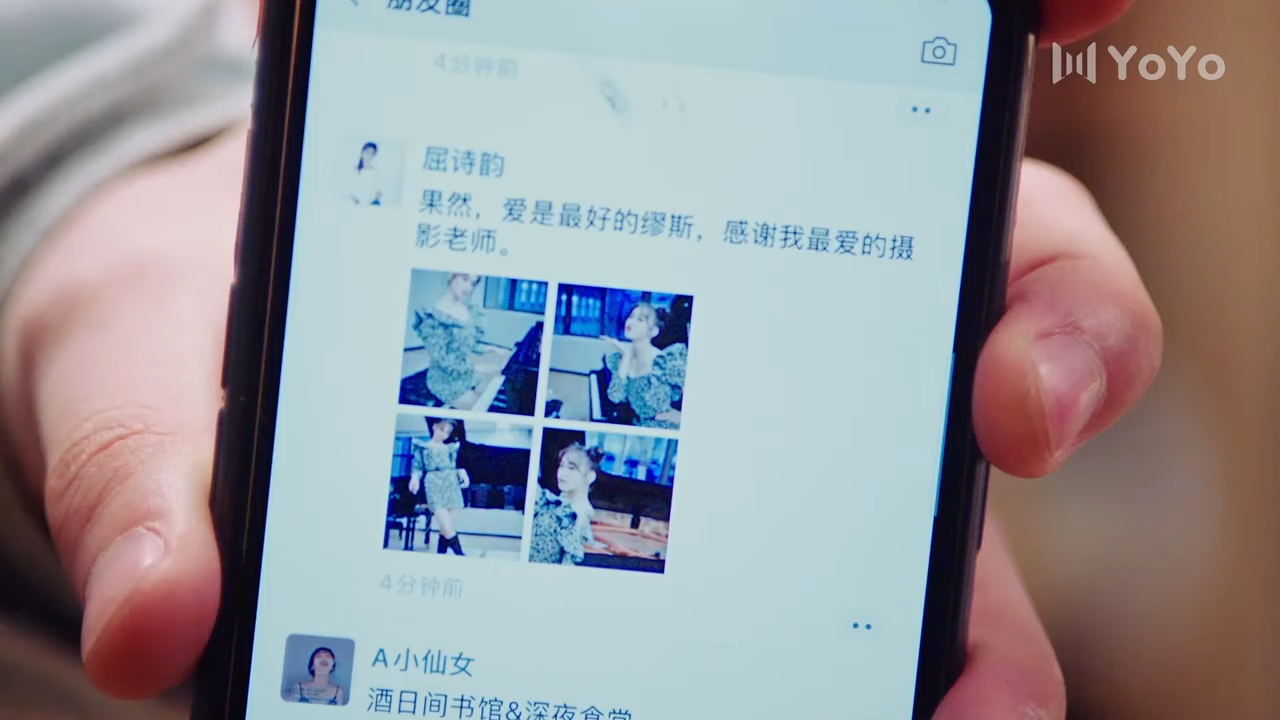 朋友圈
YoYo
4分钟前
屈诗韵
果然，爱是最好的缪斯，感谢我最爱的摄
影老师。
4分钟前
A小仙女
酒日间书馆&深夜食堂